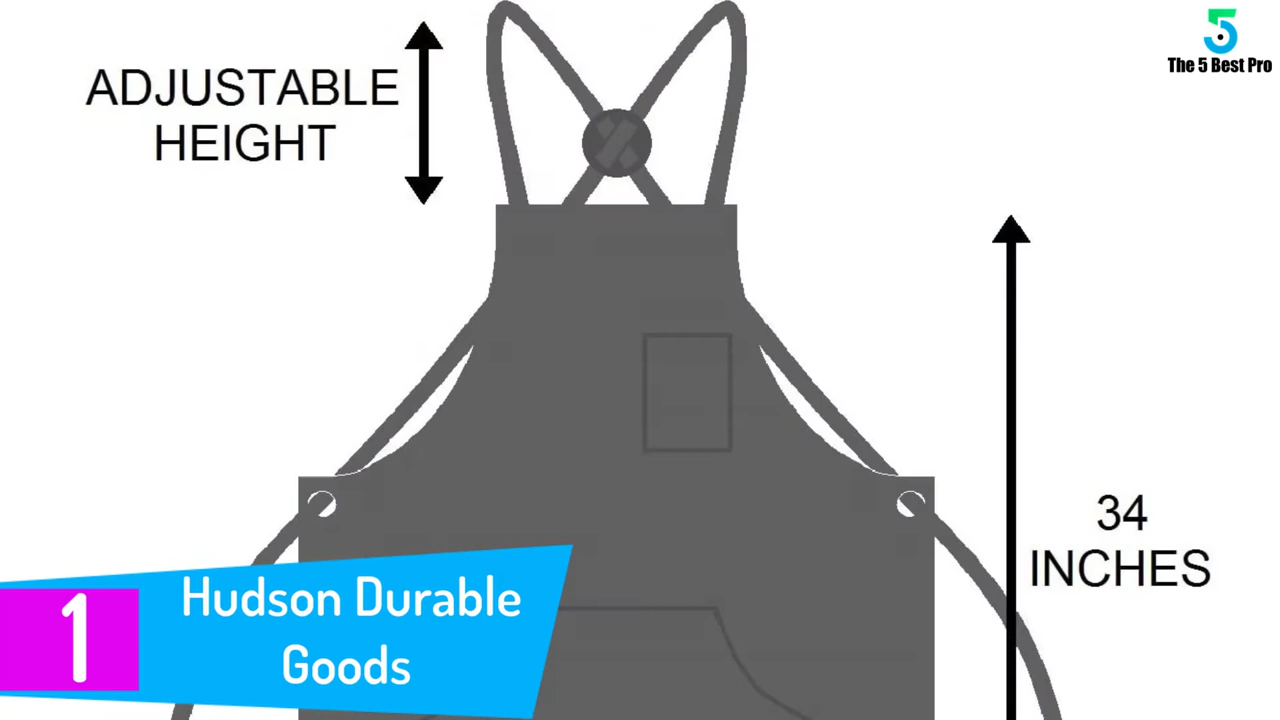 5
The 5 Best Pro
ADJUSTABLE
HEIGHT
34
INCHES
1
Hudson Durable
Goods